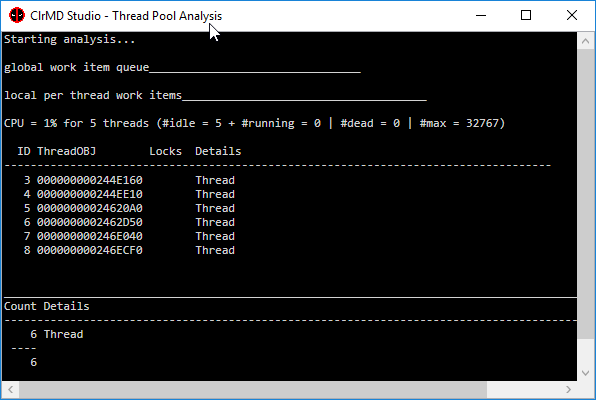 ClrMD Studio - Thread Pool Analysis
Starting analysis...
global work item queue________________________________
local per thread work items_____________________________________
CPU = 1% for 5 threads (#idle = 5 + #running = 0 | #dead = 0 | #max = 32767)
ID ThreadOBJ Locks Details
-----------------------------------------------------------------------------------
3 000000000244E160 Thread
4 000000000244EE10 Thread
5 00000000024620A0 Thread
6 0000000002462D50 Thread
7 000000000246E040 Thread
8 000000000246ECF0 Thread
_______________________________________________________________________________________
Count Details
---------------------------------------------------------------------------------------
6 Thread
----
6